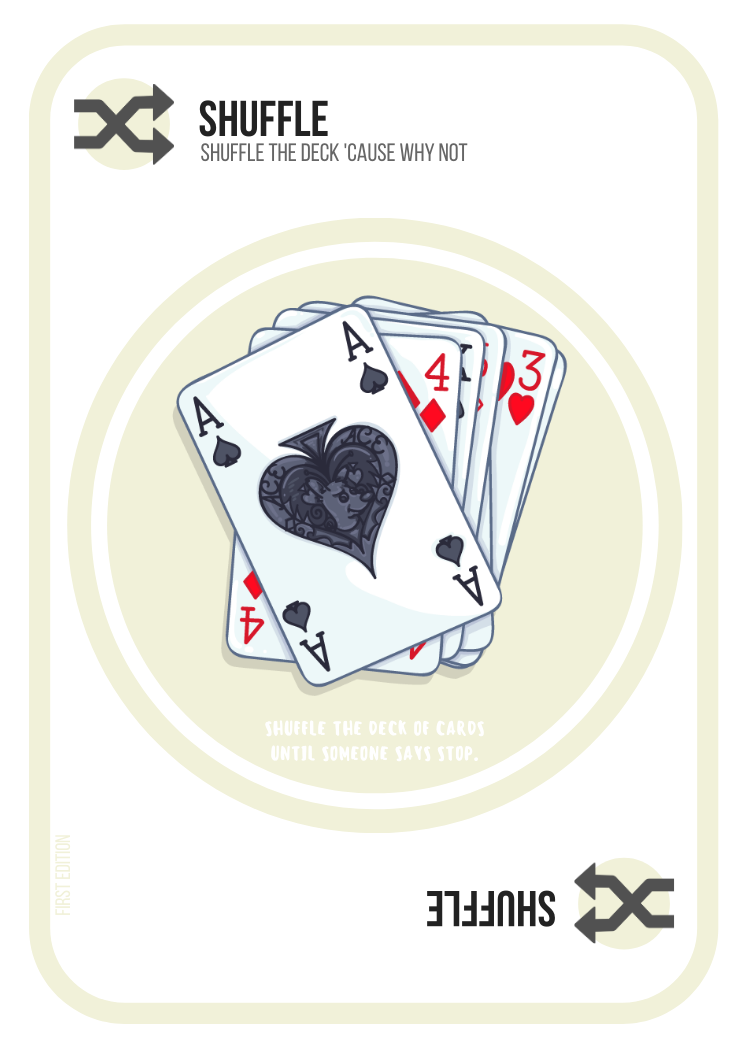 SHUFFLE
SHUFFLE THE DECK 'CAUSE WHY NOT
A
A
4
K
3
A
A
4
SHUFFLE THE DECK OF CARDS
UNTIL SOMEONE SAYS STOP.
FIRST EDITION
SHUFFLE